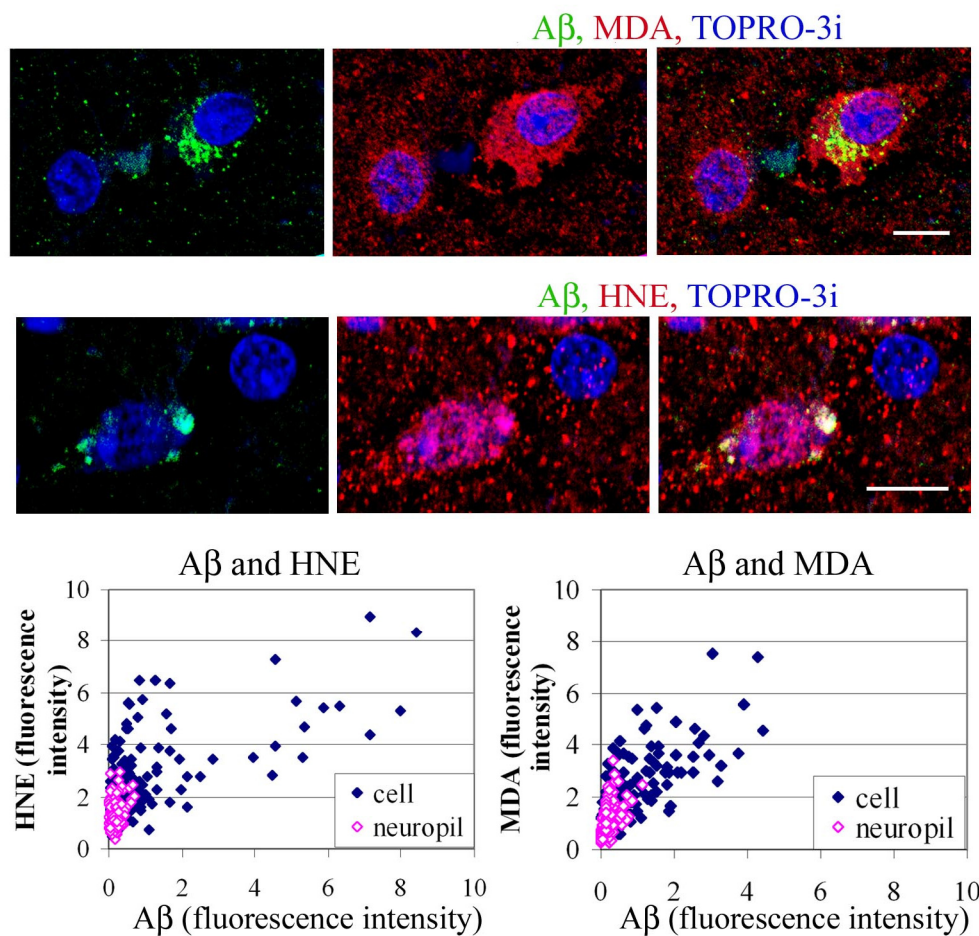 Aβ, MDA, TOPRO-3i
Aβ, HNE, TOPRO-3i
Aβ and HNE
HNE (fluorescence
intensity)
10
8
6
4
2
0
0 2 4 6 8 10
cell
neuropil
Aβ (fluorescence intensity)
Aβ and MDA
MDA (fluorescence
intensity)
10
8
6
4
2
0
0 2 4 6 8 10
cell
neuropil
Aβ (fluorescence intensity)